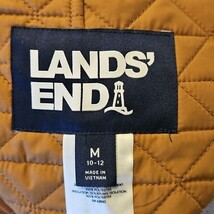 LANDS'
END
M
10-12
MADE IN
VIETNAM